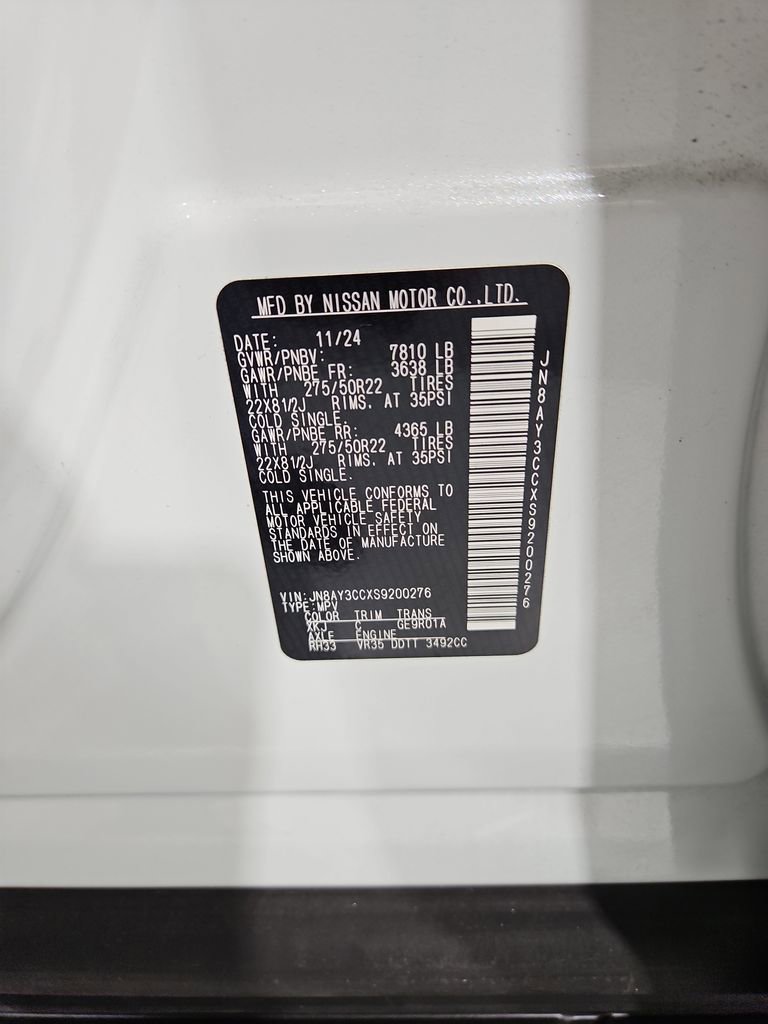 MFD BY NISSAN MOTOR CO.,LTD.
DATE: 11/24
GVWR/PNBV: 7810 LB
GAWR/PNBE FR: 3638 LB
WITH 275/50R22 TIRES
22X81/2J RIMS. AT 35PSI
COLD SINGLE.
GAWR/PNBE RR: 4365 LB
WITH 275/50R22 TIRES
22X81/2J RIMS. AT 35PSI
COLD SINGLE.
THIS VEHICLE CONFORMS TO
ALL APPLICABLE FEDERAL
MOTOR VEHICLE SAFETY
STANDARDS IN EFFECT ON
THE DATE OF MANUFACTURE
SHOWN ABOVE.
VIN:JN8AY3CCXS9200276
TYPE:MPV
COLOR TRIM TRANS
XKJ C GE9R01A
AXLE ENGINE
RH33 VR35 DDTT 3492CC
JN8AY3CCXS9200276